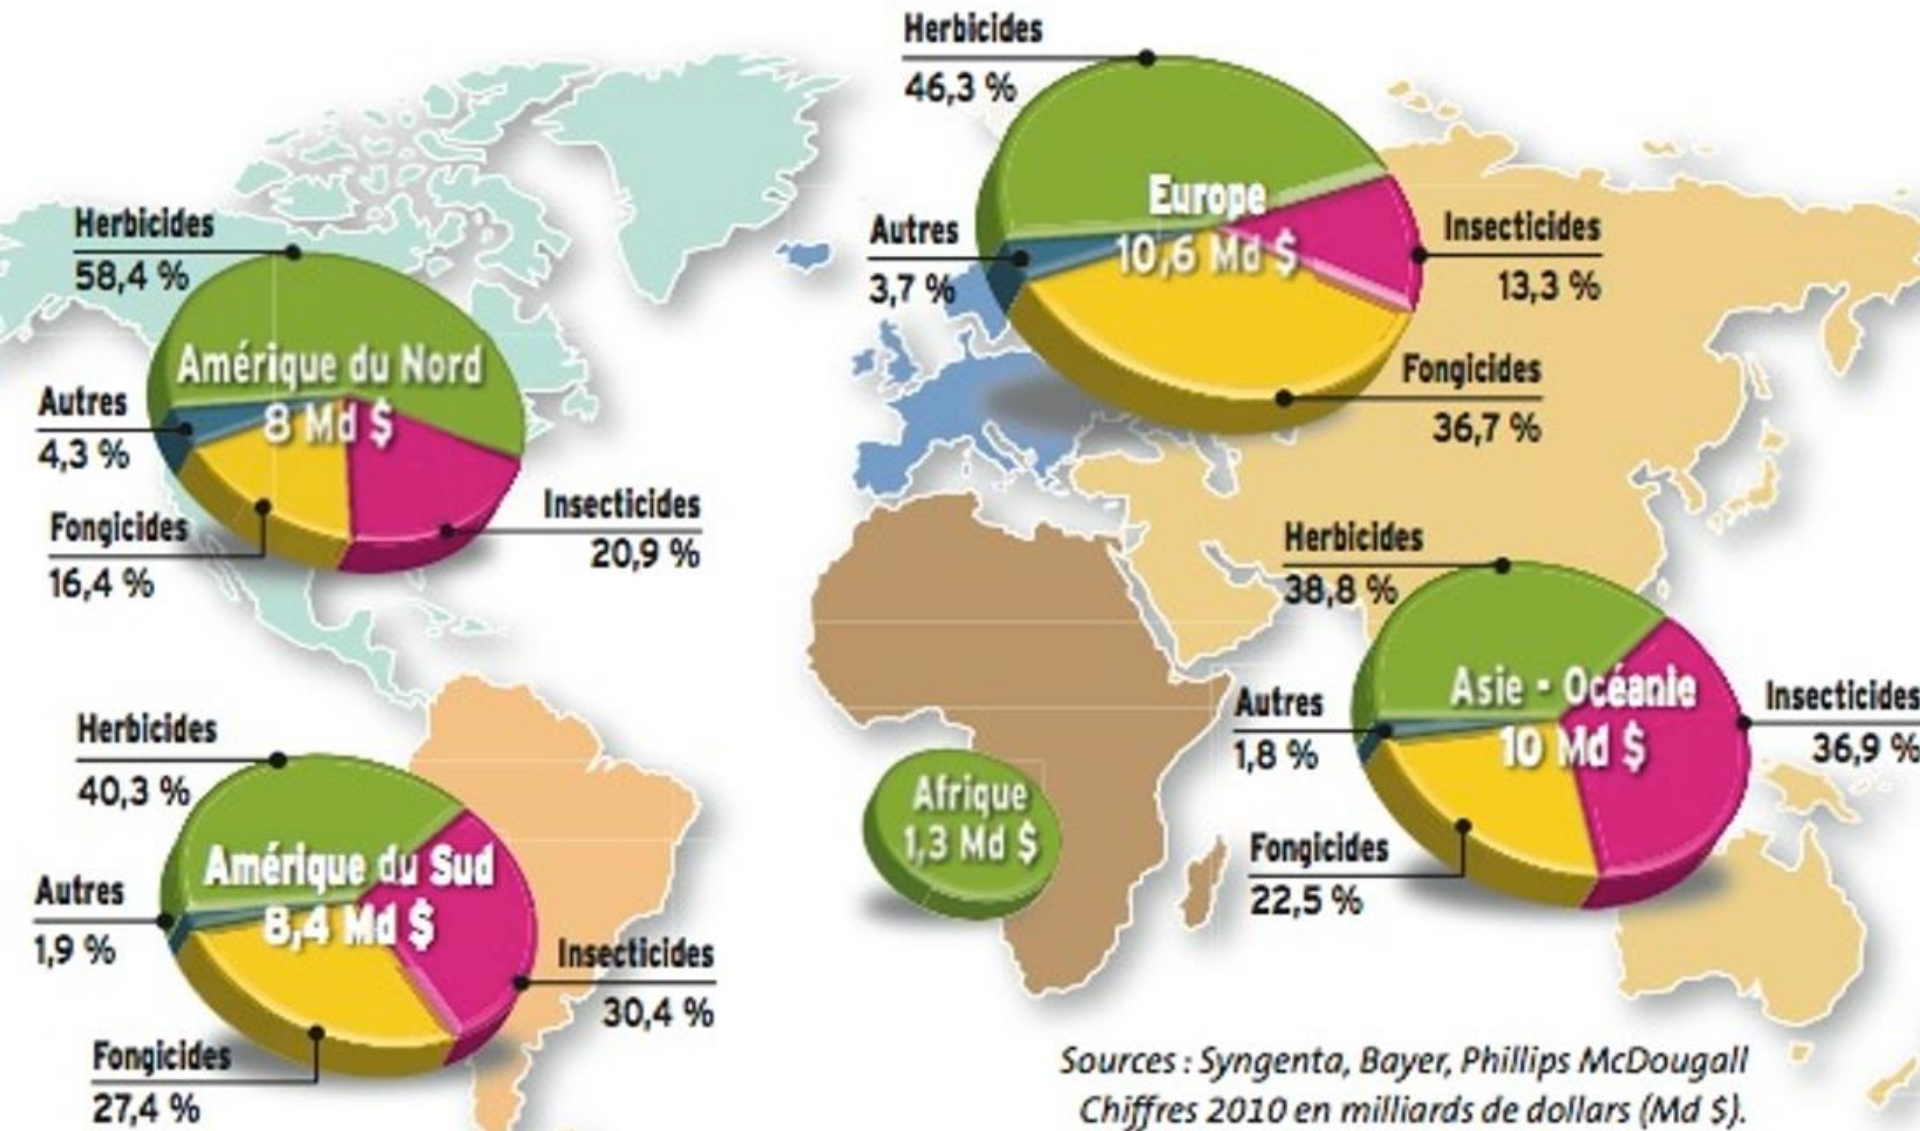 Herbicides
58,4 %
Amérique du Nord
8 Md $
Autres
4,3 %
Fongicides
16,4 %
Insecticides
20,9 %
Herbicides
46,3 %
Europe
10,6 Md $
Autres
3,7 %
Insecticides
13,3 %
Fongicides
36,7 %
Herbicides
40,3 %
Amérique du Sud
8,4 Md $
Autres
1,9 %
Insecticides
30,4 %
Fongicides
27,4 %
Afrique
1,3 Md $
Herbicides
38,8 %
Asie - Océanie
10 Md $
Autres
1,8 %
Insecticides
36,9 %
Fongicides
22,5 %
Sources : Syngenta, Bayer, Phillips McDougall
Chiffres 2010 en milliards de dollars (Md $).